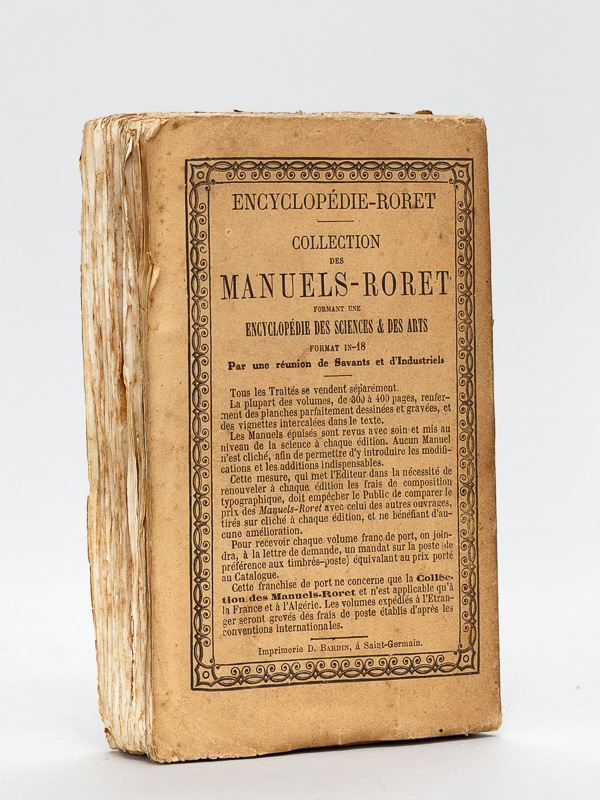 ENCYCLOPÉDIE-RORET
COLLECTION
DES
MANUELS-RORET
FORMANT UNE
ENCYCLOPÉDIE DES SCIENCES & DES ARTS
FORMAT IN-18
Par une réunion de Savants et d'Industriels
Tous les Traités se vendent séparément.
La plupart des volumes, de 300 à 400 pages, renfer-
ment des planches parfaitement dessinées et gravées, et
des vignettes intercalées dans le texte.
Les Manuels épuisés sont revus avec soin et mis au
niveau de la science à chaque édition. Aucun Manuel
n'est cliché, afin de permettre d'y introduire les modifi-
cations et les additions indispensables.
Cette mesure, qui met l'Editeur dans la nécessité de
renouveler à chaque édition les frais de composition
typographique, doit empêcher le Public de comparer le
prix des Manuels-Roret avec celui des autres ouvrages,
tirés sur cliché à chaque édition, et ne bénéfiant d'au-
cune amélioration.
Pour recevoir chaque volume franc de port, on join-
dra, à la lettre de demande, un mandat sur la poste (de
préférence aux timbrés-poste) équivalant au prix porté
au Catalogue.
Cette franchise de port ne concerne que la Collec-
tion des Manuels-Roret et n'est applicable qu'à
la France et à l'Algérie. Les volumes expédiés à l'Etran-
ger seront grevés des frais de poste établis d'après les
conventions internationales.
Imprimerie D. BARDIN, à Saint-Germain.